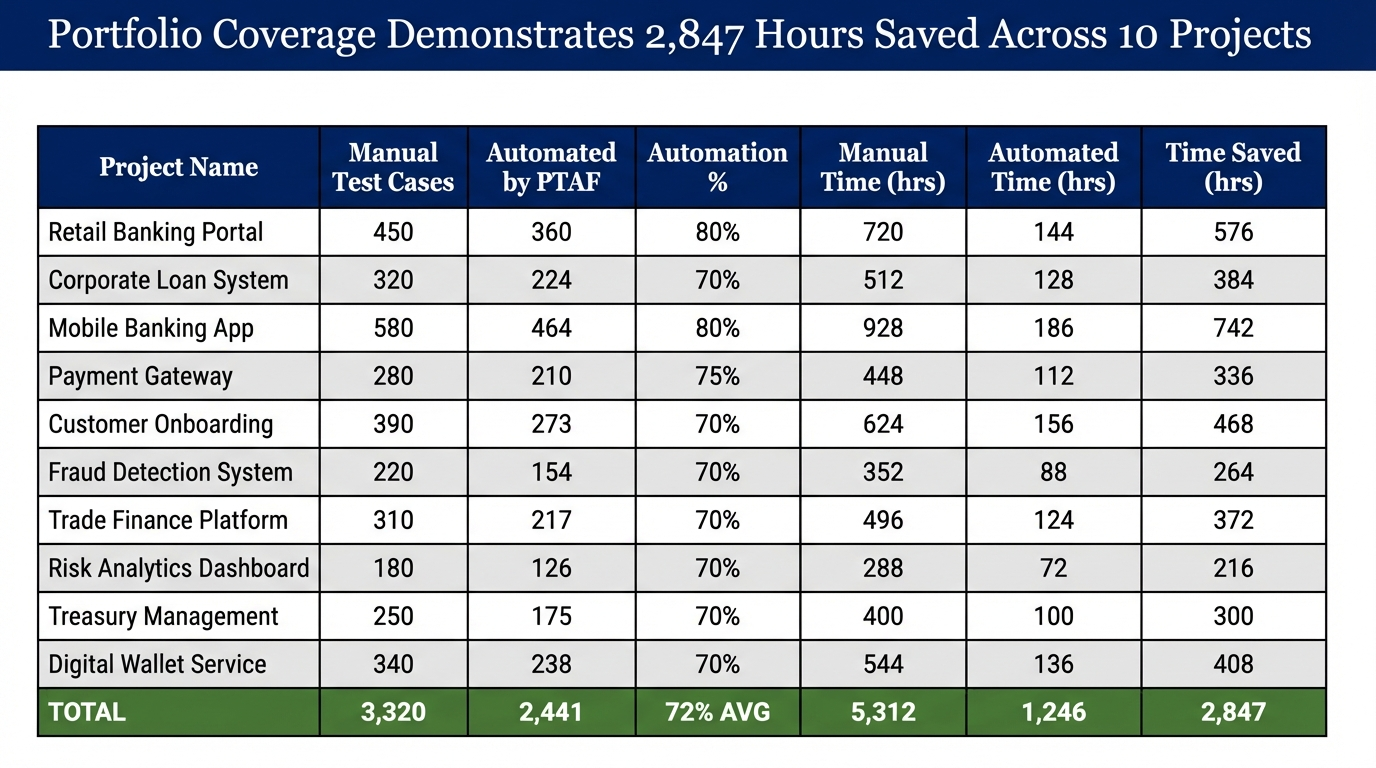 Portfolio Coverage Demonstrates 2,847 Hours Saved Across 10 Projects
Project Name Manual Test Cases Automated by PTAF Automation % Manual Time (hrs) Automated Time (hrs) Time Saved (hrs)
Retail Banking Portal 450 360 80% 720 144 576
Corporate Loan System 320 224 70% 512 128 384
Mobile Banking App 580 464 80% 928 186 742
Payment Gateway 280 210 75% 448 112 336
Customer Onboarding 390 273 70% 624 156 468
Fraud Detection System 220 154 70% 352 88 264
Trade Finance Platform 310 217 70% 496 124 372
Risk Analytics Dashboard 180 126 70% 288 72 216
Treasury Management 250 175 70% 400 100 300
Digital Wallet Service 340 238 70% 544 136 408
TOTAL 3,320 2,441 72% AVG 5,312 1,246 2,847